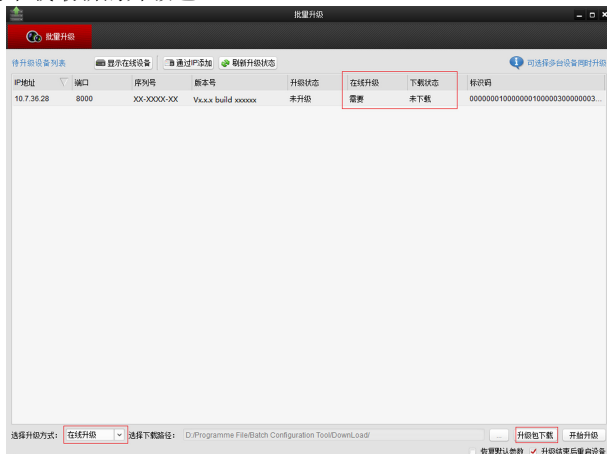 批量升级
批量升级
待升级设备列表 显示在线设备 通过IP添加 刷新升级状态 可选择多台设备同时升级
IP地址 端口 序列号 版本号 升级状态 在线升级 下载状态 标识码
10.7.36.28 8000 XX-XXXX-XX Vx.x.x build xxxxxx 未升级 需要 未下载 0000000100000001000003000000003...
选择升级方式： 在线升级 选择下载路径： D:/Programme File/Batch Configuration Tool/DownLoad/ ... 升级包下载 开始升级
恢复默认参数 升级结束后重启设备